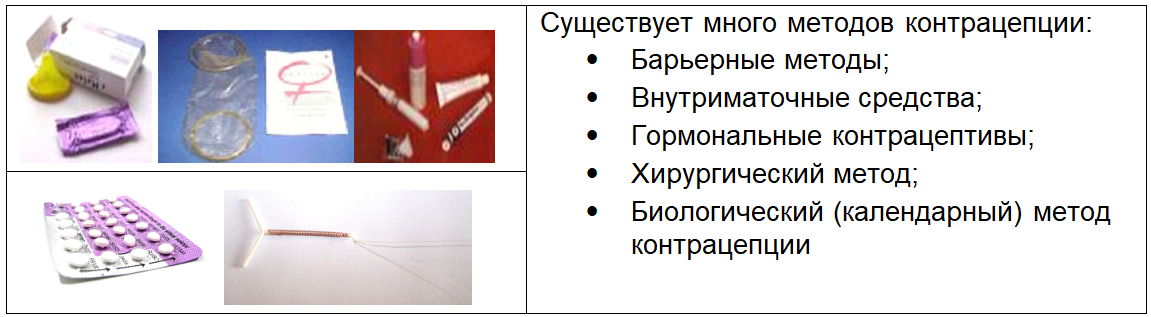 Существует много методов контрацепции:
• Барьерные методы;
• Внутриматочные средства;
• Гормональные контрацептивы;
• Хирургический метод;
• Биологический (календарный) метод
контрацепции